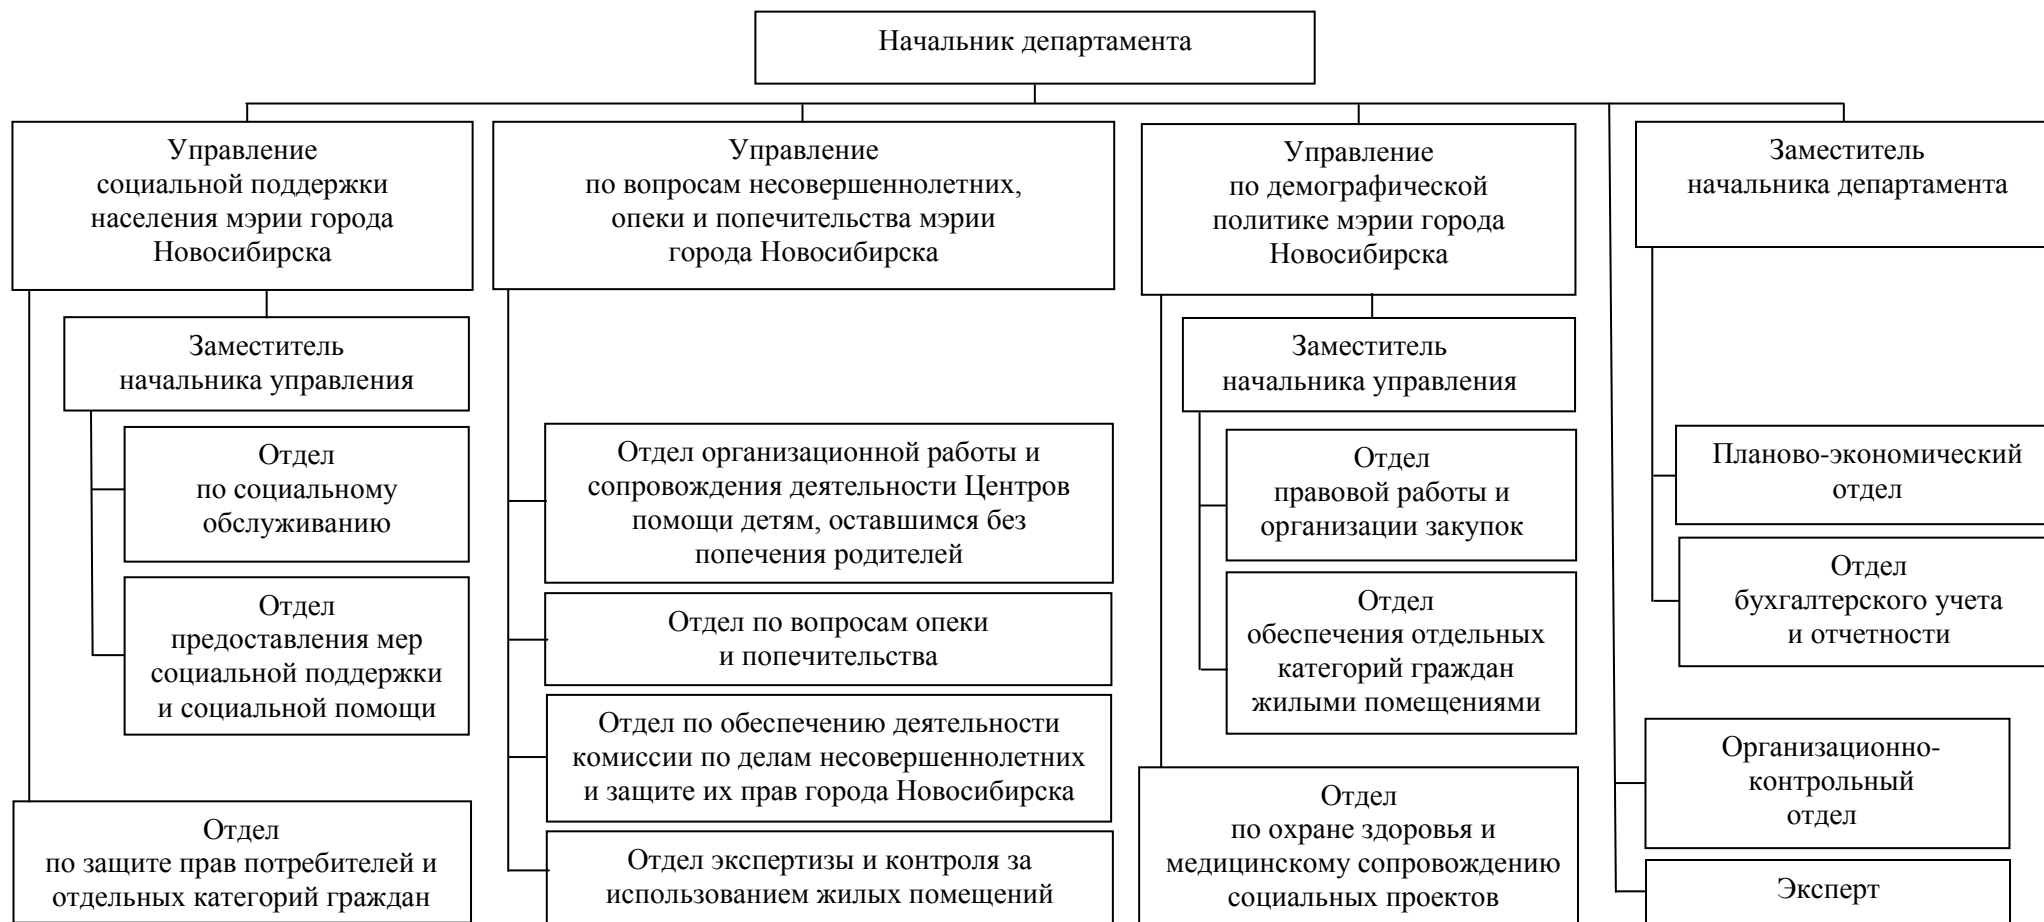 Начальник департамента
Управление
социальной поддержки
населения мэрии города
Новосибирска
Управление
по вопросам несовершеннолетних,
опеки и попечительства мэрии
города Новосибирска
Управление
по демографической
политике мэрии города
Новосибирска
Заместитель
начальника департамента
Заместитель
начальника управления
Отдел
по социальному
обслуживанию
Отдел
предоставления мер
социальной поддержки
и социальной помощи
Отдел
по защите прав потребителей и
отдельных категорий граждан
Отдел организационной работы и
сопровождения деятельности Центров
помощи детям, оставшимся без
попечения родителей
Отдел по вопросам опеки
и попечительства
Отдел по обеспечению деятельности
комиссии по делам несовершеннолетних
и защите их прав города Новосибирска
Отдел экспертизы и контроля за
использованием жилых помещений
Заместитель
начальника управления
Отдел
правовой работы и
организации закупок
Отдел
обеспечения отдельных
категорий граждан
жилыми помещениями
Отдел
по охране здоровья и
медицинскому сопровождению
социальных проектов
Планово-экономический
отдел
Отдел
бухгалтерского учета
и отчетности
Организационно-
контрольный
отдел
Эксперт